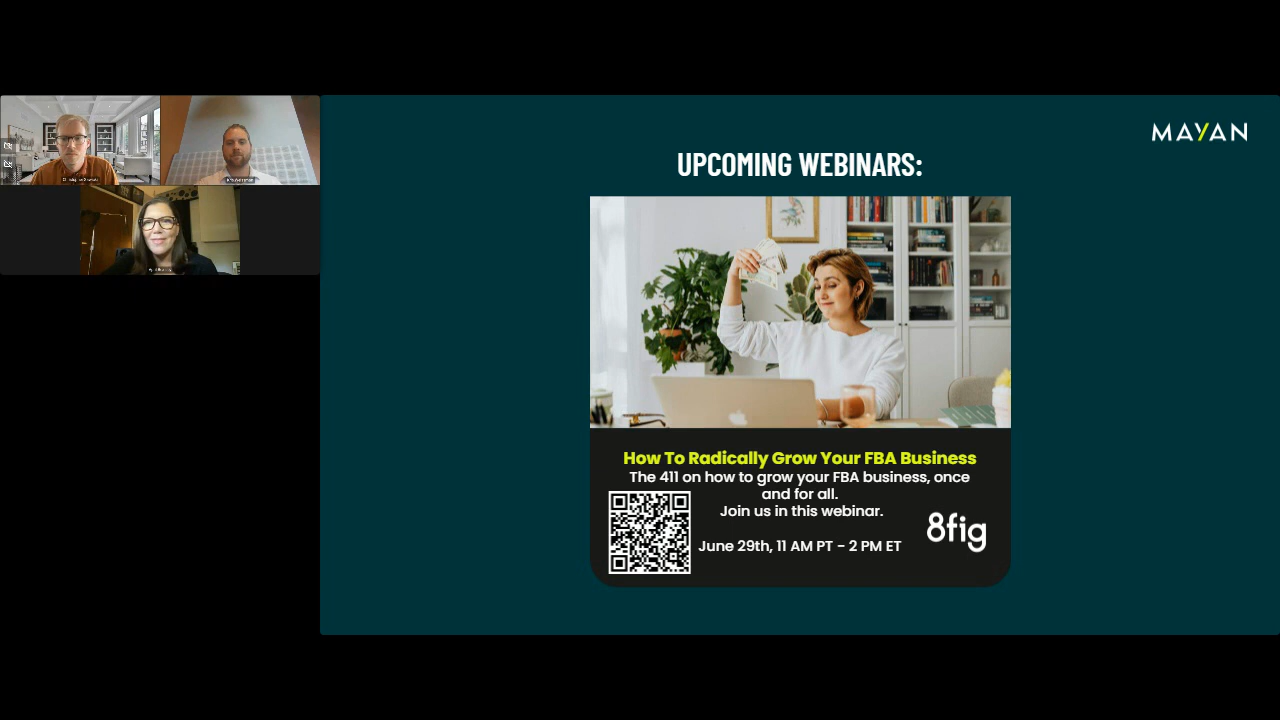 MAYAN
UPCOMING WEBINARS:
How To Radically Grow Your FBA Business
The 411 on how to grow your FBA business, once
and for all.
Join us in this webinar.
8fig
June 29th, 11 AM PT - 2 PM ET